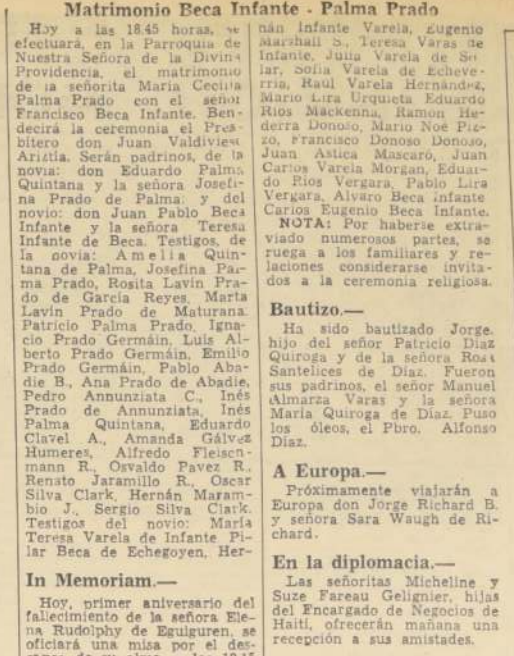 Matrimonio Beca Infante - Palma Prado
Hoy a las 18.45 horas, se
efectuará, en la Parroquia de
Nuestra Señora de la Divina
Providencia, el matrimonio
de la señorita María Cecilia
Palma Prado con el señor
Francisco Beca Infante. Ben-
decirá la ceremonia el Pres-
bítero don Juan Valdivieso
Ariztía. Serán padrinos, de la
novia: don Eduardo Palma
Quintana y la señora Josefi-
na Prado de Palma; y del
novio: don Juan Pablo Beca
Infante y la señora Teresa
Infante de Beca. Testigos, de
la novia: Amelia Quin-
tana de Palma, Josefina Pal-
ma Prado, Rosita Lavín Pra-
do de García Reyes, Marta
Lavín Prado de Maturana.
Patricio Palma Prado, Igna-
cio Prado Germáin, Luis Al-
berto Prado Germáin, Emilio
Prado Germáin, Pablo Aba-
die B., Ana Prado de Abadie,
Pedro Annunziata C., Inés
Prado de Annunziata, Inés
Palma Quintana, Eduardo
Clavel A., Amanda Gálvez
Humeres, Alfredo Fleisch-
mann R., Osvaldo Pavez R.,
Renato Jaramillo R., Oscar
Silva Clark, Hernán Maram-
bio J., Sergio Silva Clark.
Testigos del novio: María
Teresa Varela de Infante Pi-
lar Beca de Echegoyen, Her-
nán Infante Varela, Eugenio
Marshall S., Teresa Varas de
Infante, Julia Varela de So-
lar, Sofía Varela de Echeve-
rría, Raúl Varela Hernández,
Mario Lira Urquieta Eduardo
Ríos Mackenna, Ramón He-
derra Donoso, Mario Noé Piz-
zo, Francisco Donoso Donoso,
Juan Astica Mascaró, Juan
Carlos Varela Morgan, Eduar-
do Ríos Vergara, Pablo Lira
Vergara, Alvaro Beca Infante
Carlos Eugenio Beca Infante.
NOTA: Por haberse extra-
viado numerosos partes, se
ruega a los familiares y re-
laciones considerarse invita-
dos a la ceremonia religiosa.
Bautizo.—
Ha sido bautizado Jorge,
hijo del señor Patricio Díaz
Quiroga y de la señora Rosa
Santelices de Díaz. Fueron
sus padrinos, el señor Manuel
Almarza Varas y la señora
María Quiroga de Díaz. Puso
los óleos, el Pbro. Alfonso
Díaz.
A Europa.—
Próximamente viajarán a
Europa don Jorge Richard B.
y señora Sara Waugh de Ri-
chard.
En la diplomacia.—
Las señoritas Micheline y
Suze Fareau Gelignier, hijas
del Encargado de Negocios de
Haití, ofrecerán mañana una
recepción a sus amistades.
In Memoriam.—
Hoy, primer aniversario del
fallecimiento de la señora Ele-
na Rudolphy de Eguiguren, se
oficiará una misa por el des-